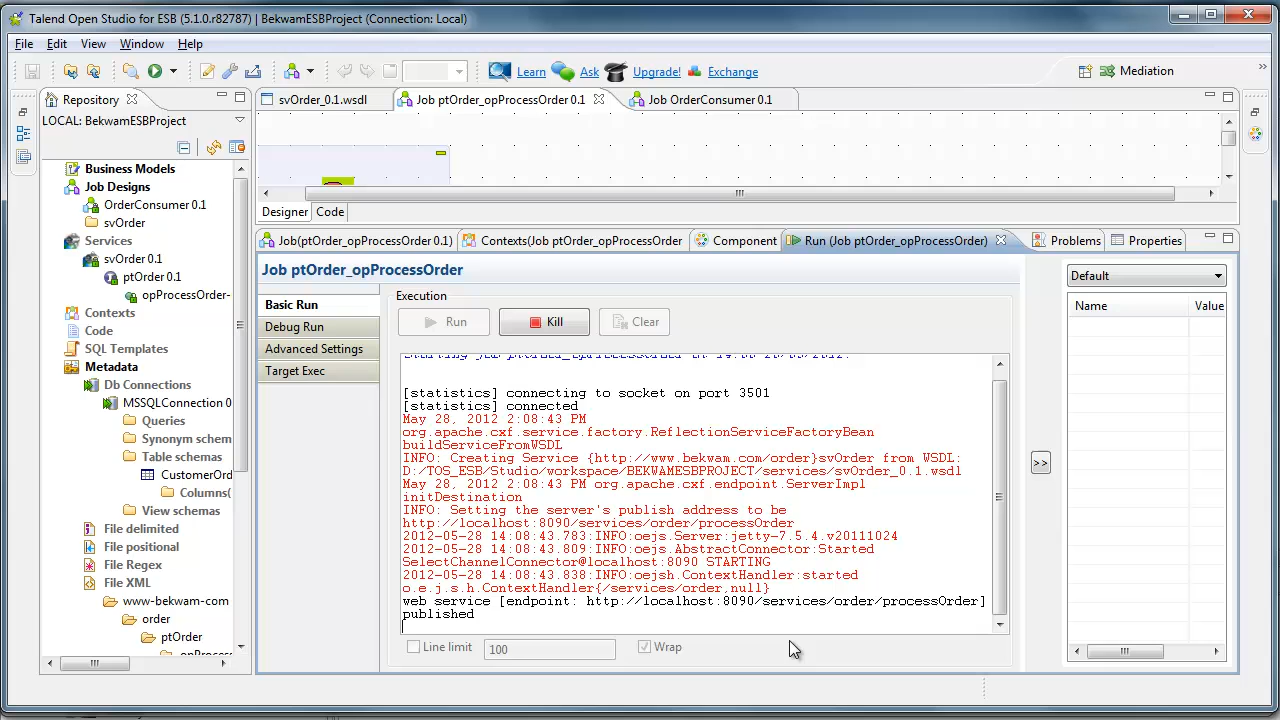 Talend Open Studio for ESB (5.1.0.r82787) | BekwamESBProject (Connection: Local)
File Edit View Window Help
Learn Ask Upgrade! Exchange Mediation
Repository
LOCAL: BekwamESBProject
Business Models
Job Designs
OrderConsumer 0.1
svOrder
Services
svOrder 0.1
ptOrder 0.1
opProcessOrder-
Contexts
Code
SQL Templates
Metadata
Db Connections
MSSQLConnection 0
Queries
Synonym schem
Table schemas
CustomerOrd
Columns(
View schemas
File delimited
File positional
File Regex
File XML
www-bekwam-com
order
ptOrder
svOrder_0.1.wsdl
Job ptOrder_opProcessOrder 0.1
Job OrderConsumer 0.1
Designer Code
Job(ptOrder_opProcessOrder 0.1)
Contexts(Job ptOrder_opProcessOrder
Component
Run (Job ptOrder_opProcessOrder)
Problems
Properties
Job ptOrder_opProcessOrder
Basic Run
Debug Run
Advanced Settings
Target Exec
Execution
Run Kill Clear
[statistics] connecting to socket on port 3501
[statistics] connected
May 28, 2012 2:08:43 PM
org.apache.cxf.service.factory.ReflectionServiceFactoryBean
buildServiceFromWSDL
INFO: Creating Service {http://www.bekwam.com/order}svOrder from WSDL:
D:/TOS_ESB/Studio/workspace/BEKWAMESBPROJECT/services/svOrder_0.1.wsdl
May 28, 2012 2:08:43 PM org.apache.cxf.endpoint.ServerImpl
initDestination
INFO: Setting the server's publish address to be
http://localhost:8090/services/order/processOrder
2012-05-28 14:08:43.783:INFO:oejs.Server:jetty-7.5.4.v20111024
2012-05-28 14:08:43.809:INFO:oejs.AbstractConnector:Started
SelectChannelConnector@localhost:8090 STARTING
2012-05-28 14:08:43.838:INFO:oejsh.ContextHandler:started
o.e.j.s.h.ContextHandler{/services/order,null}
web service [endpoint: http://localhost:8090/services/order/processOrder]
published
Line limit 100 Wrap
>>
Default
Name Value